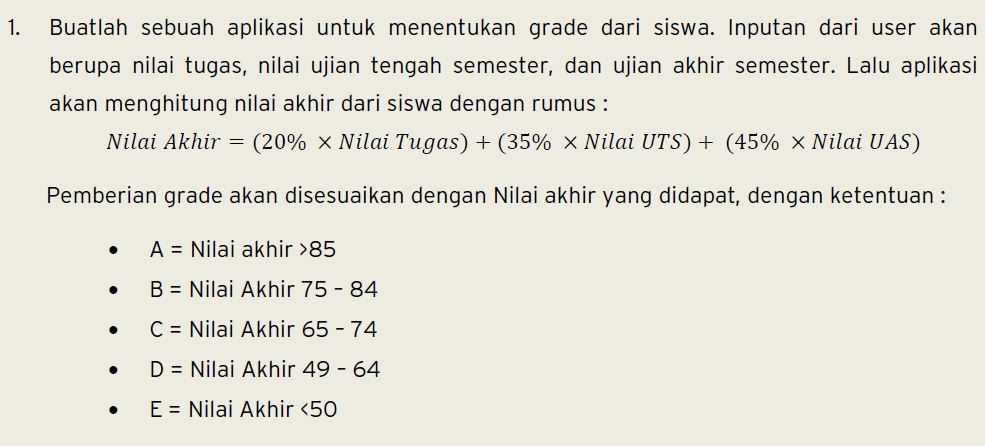 1. Buatlah sebuah aplikasi untuk menentukan grade dari siswa. Inputan dari user akan
berupa nilai tugas, nilai ujian tengah semester, dan ujian akhir semester. Lalu aplikasi
akan menghitung nilai akhir dari siswa dengan rumus :
Nilai Akhir = (20% × Nilai Tugas) + (35% × Nilai UTS) + (45% × Nilai UAS)
Pemberian grade akan disesuaikan dengan Nilai akhir yang didapat, dengan ketentuan :
• A = Nilai akhir >85
• B = Nilai Akhir 75 – 84
• C = Nilai Akhir 65 – 74
• D = Nilai Akhir 49 – 64
• E = Nilai Akhir <50